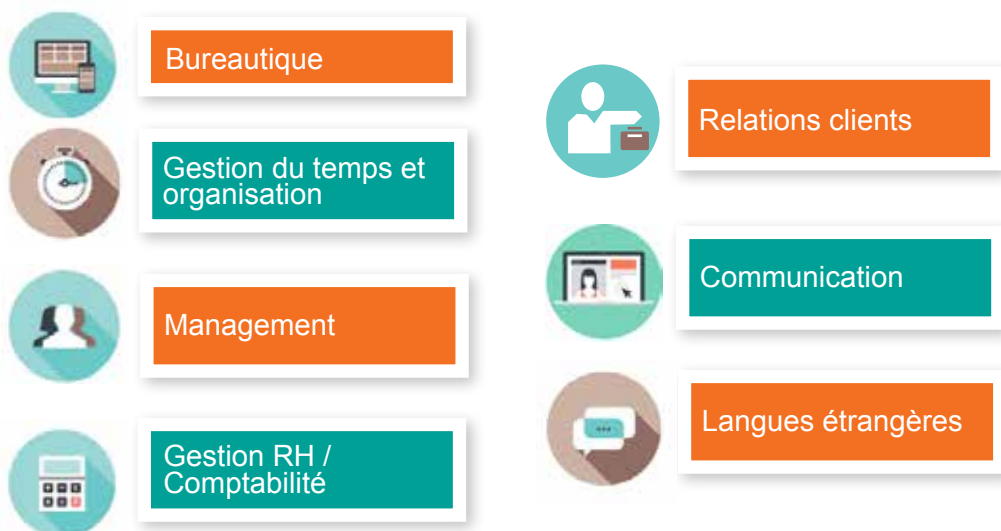 Bureautique
Gestion du temps et
organisation
Management
Gestion RH /
Comptabilité
Relations clients
Communication
Langues étrangères